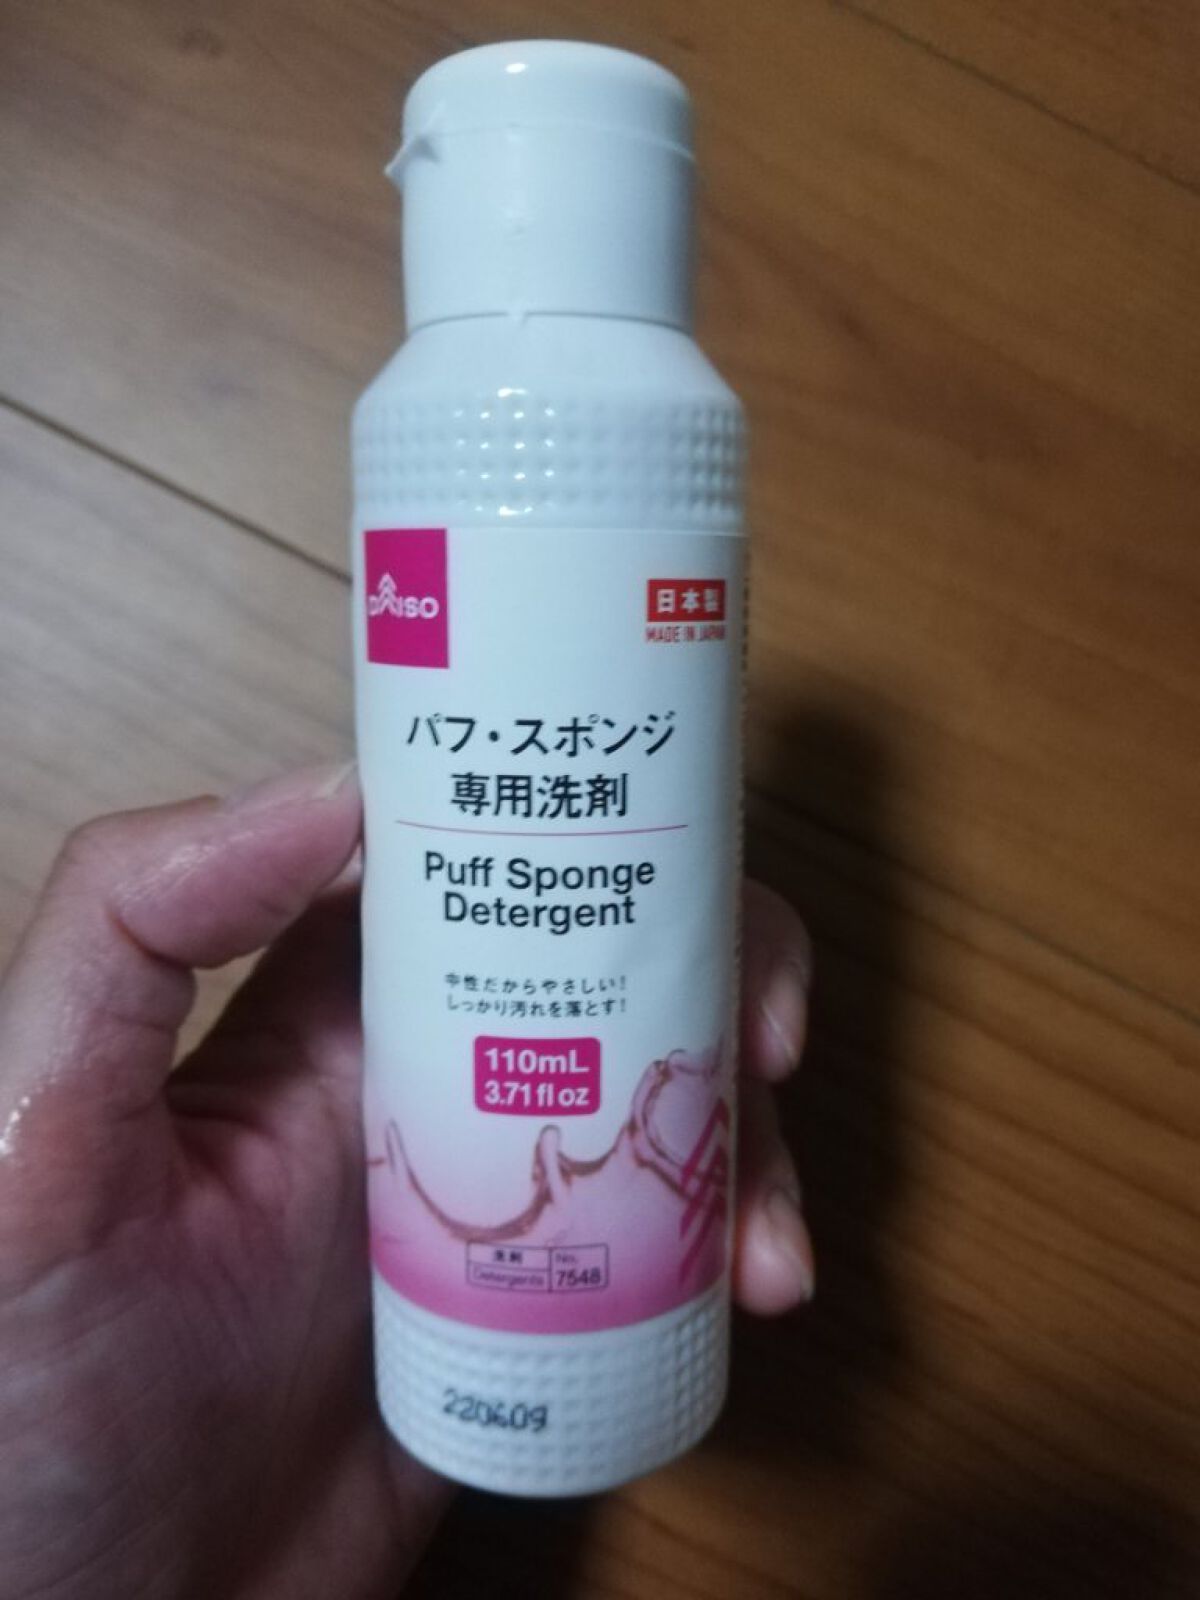 DAISO
日本製
MADE IN JAPAN
パフ・スポンジ
専用洗剤
Puff Sponge
Detergent
中性だからやさしい!
しっかり汚れを落とす!
110mL
3.71 fl oz
洗剤 No.
Detergents 7548
220609